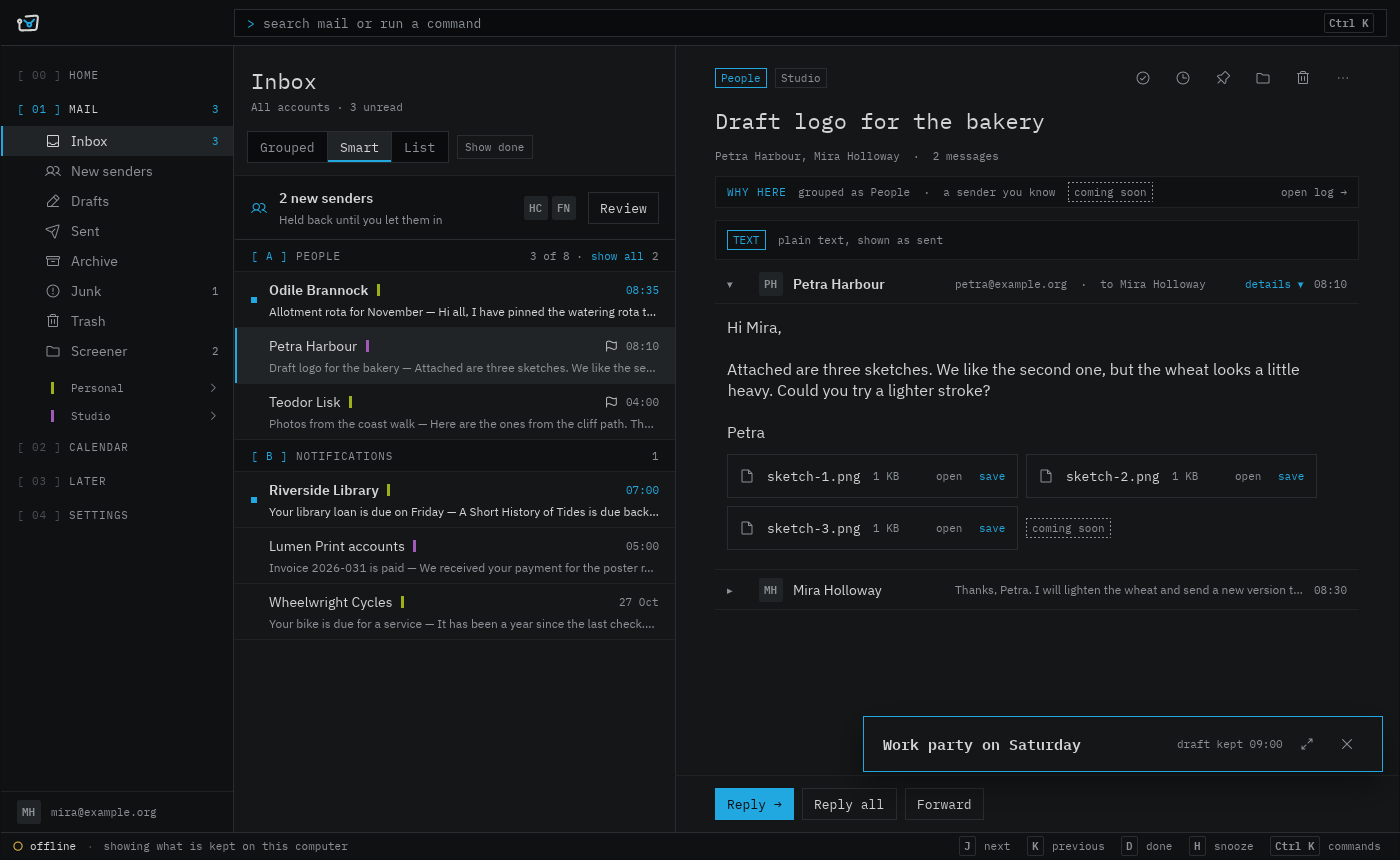 > search mail or run a command Ctrl K
[ 00 ] HOME
[ 01 ] MAIL 3
Inbox 3
New senders
Drafts
Sent
Archive
Junk 1
Trash
Screener 2
Personal
Studio
[ 02 ] CALENDAR
[ 03 ] LATER
[ 04 ] SETTINGS
MH mira@example.org
Inbox
All accounts · 3 unread
Grouped Smart List Show done
2 new senders
Held back until you let them in
HC FN Review
[ A ] PEOPLE 3 of 8 · show all 2
Odile Brannock 08:35
Allotment rota for November — Hi all, I have pinned the watering rota t…
Petra Harbour 08:10
Draft logo for the bakery — Attached are three sketches. We like the se…
Teodor Lisk 04:00
Photos from the coast walk — Here are the ones from the cliff path. Th…
[ B ] NOTIFICATIONS 1
Riverside Library 07:00
Your library loan is due on Friday — A Short History of Tides is due back…
Lumen Print accounts 05:00
Invoice 2026-031 is paid — We received your payment for the poster r…
Wheelwright Cycles 27 Oct
Your bike is due for a service — It has been a year since the last check.…
People Studio
Draft logo for the bakery
Petra Harbour, Mira Holloway · 2 messages
WHY HERE grouped as People · a sender you know coming soon open log →
TEXT plain text, shown as sent
▾ PH Petra Harbour petra@example.org · to Mira Holloway details ▾ 08:10
Hi Mira,
Attached are three sketches. We like the second one, but the wheat looks a little
heavy. Could you try a lighter stroke?
Petra
sketch-1.png 1 KB open save
sketch-2.png 1 KB open save
sketch-3.png 1 KB open save
coming soon
▸ MH Mira Holloway Thanks, Petra. I will lighten the wheat and send a new version t… 08:30
Work party on Saturday draft kept 09:00
Reply → Reply all Forward
offline · showing what is kept on this computer
J next K previous D done H snooze Ctrl K commands